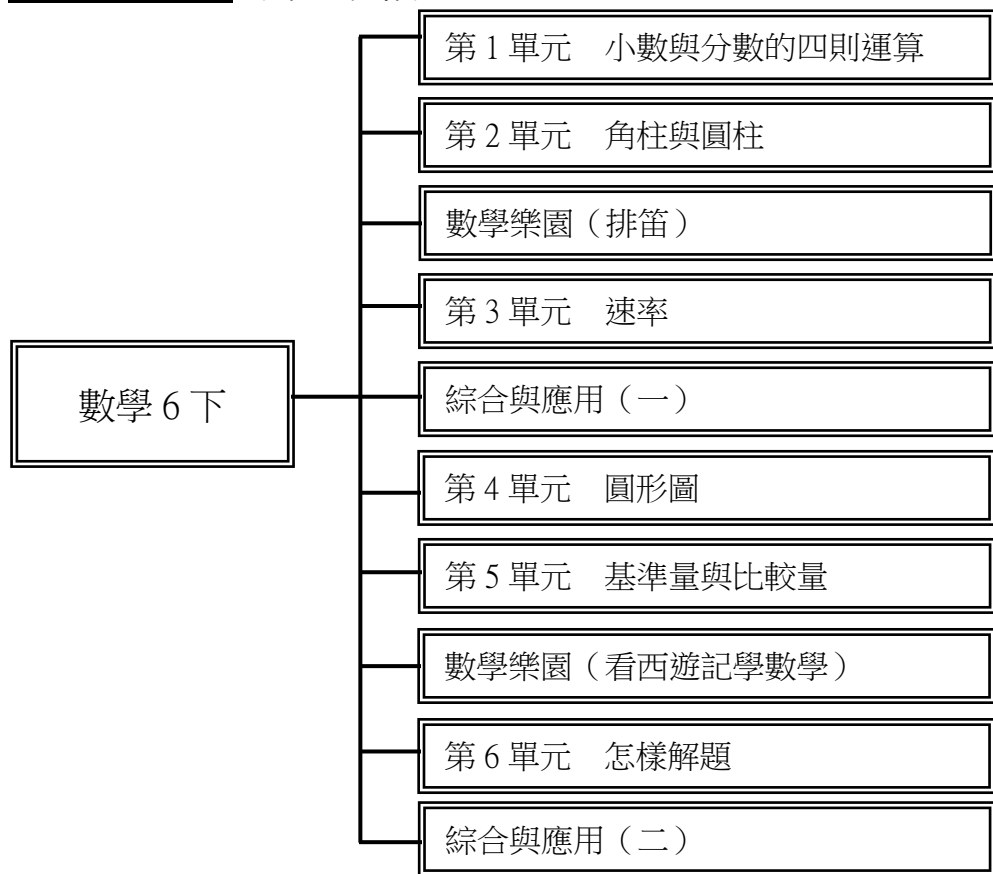 第1單元 小數與分數的四則運算
第2單元 角柱與圓柱
數學樂園(排笛)
第3單元 速率
數學6下
綜合與應用(一)
第4單元 圓形圖
第5單元 基準量與比較量
數學樂園(看西遊記學數學)
第6單元 怎樣解題
綜合與應用(二)